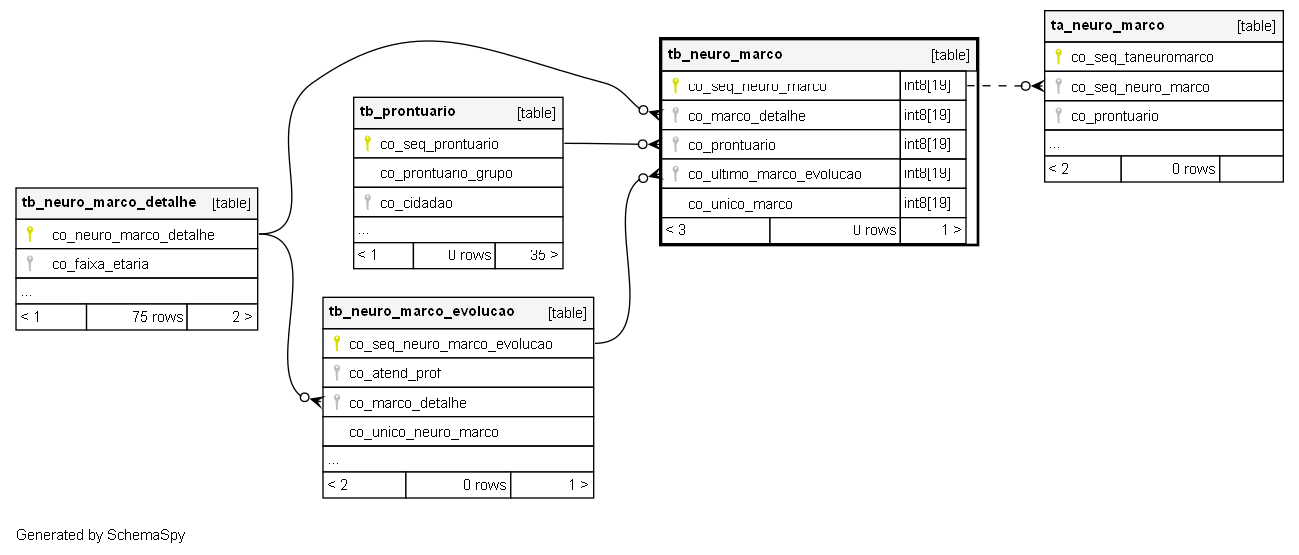 ta_neuro_marco [table]
co_seq_taneuromarco
co_seq_neuro_marco
co_prontuario
...
< 2 0 rows
tb_neuro_marco [table]
co_seq_neuro_marco int8[19]
co_marco_detalhe int8[19]
co_prontuario int8[19]
co_ultimo_marco_evolucao int8[19]
co_unico_marco int8[19]
< 3 0 rows 1 >
tb_prontuario [table]
co_seq_prontuario
co_prontuario_grupo
co_cidadao
...
< 1 0 rows 35 >
tb_neuro_marco_detalhe [table]
co_neuro_marco_detalhe
co_faixa_etaria
...
< 1 75 rows 2 >
tb_neuro_marco_evolucao [table]
co_seq_neuro_marco_evolucao
co_atend_prof
co_marco_detalhe
co_unico_neuro_marco
...
< 2 0 rows 1 >
Generated by SchemaSpy